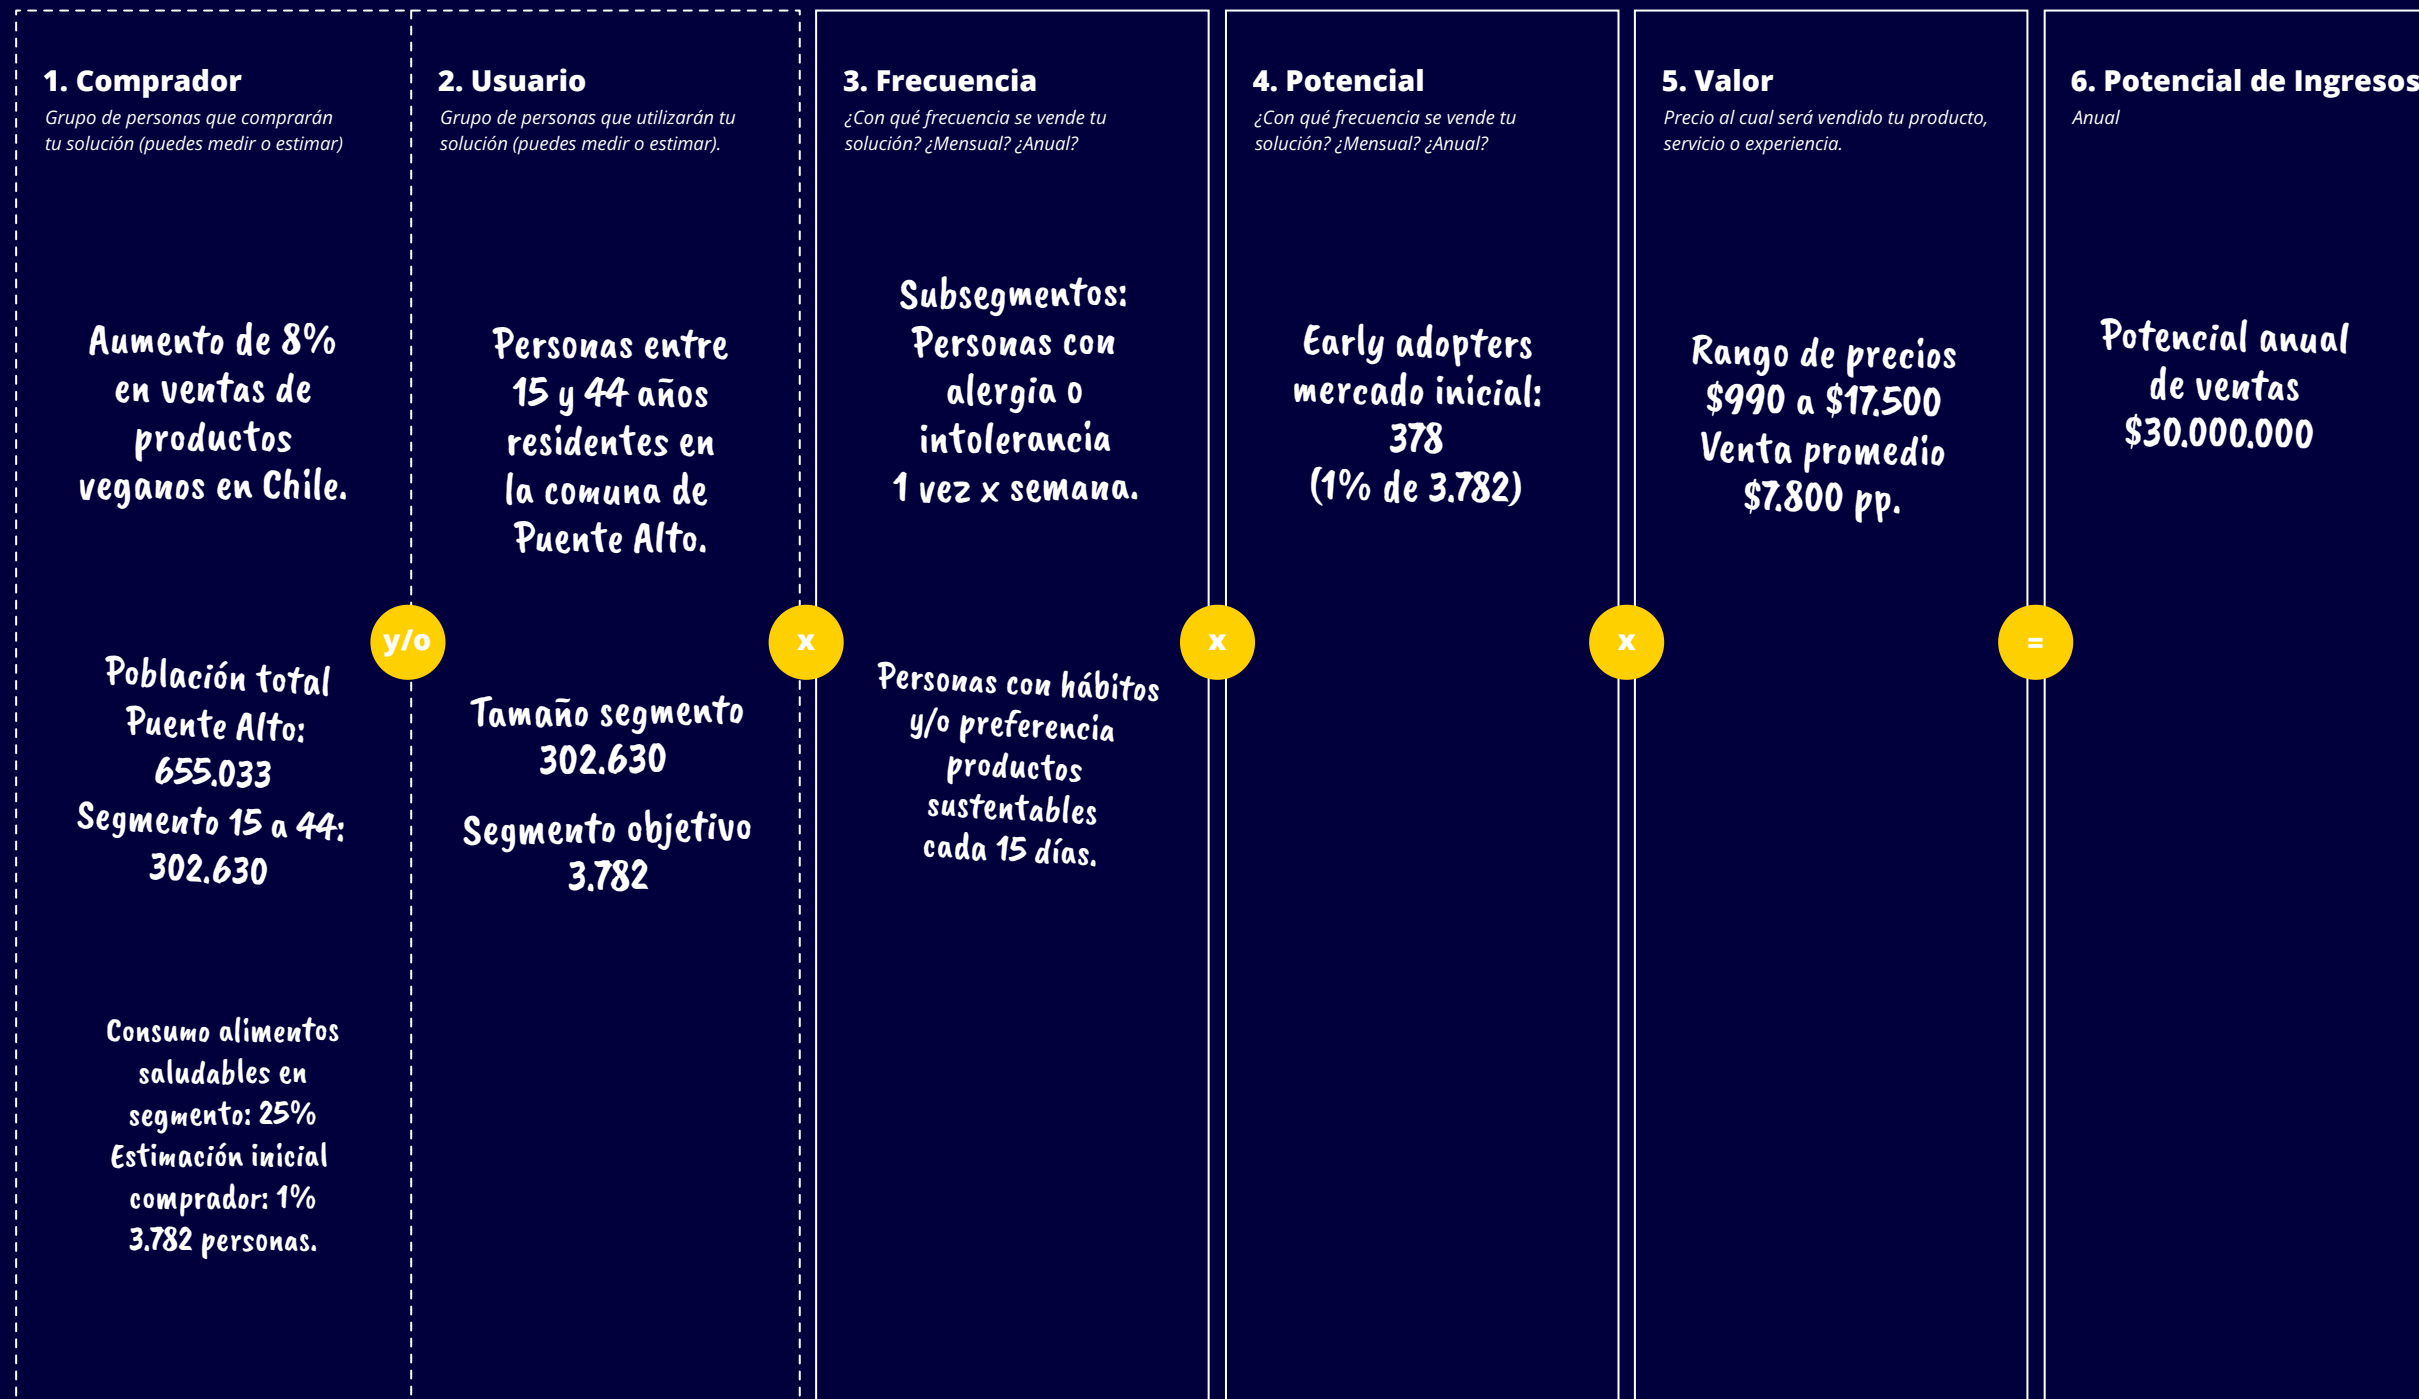 1. Comprador
Grupo de personas que comprarán
tu solución (puedes medir o estimar)
Aumento de 8%
en ventas de
productos
veganos en Chile.
Población total
Puente Alto:
655.033
Segmento 15 a 44:
302.630
Consumo alimentos
saludables en
segmento: 25%
Estimación inicial
comprador: 1%
3.782 personas.
y/o
2. Usuario
Grupo de personas que utilizarán tu
solución (puedes medir o estimar).
Personas entre
15 y 44 años
residentes en
la comuna de
Puente Alto.
Tamaño segmento
302.630
Segmento objetivo
3.782
x
3. Frecuencia
¿Con qué frecuencia se vende tu
solución? ¿Mensual? ¿Anual?
Subsegmentos:
Personas con
alergia o
intolerancia
1 vez x semana.
Personas con hábitos
y/o preferencia
productos
sustentables
cada 15 días.
x
4. Potencial
¿Con qué frecuencia se vende tu
solución? ¿Mensual? ¿Anual?
Early adopters
mercado inicial:
378
(1% de 3.782)
x
5. Valor
Precio al cual será vendido tu producto,
servicio o experiencia.
Rango de precios
$990 a $17.500
Venta promedio
$7.800 pp.
=
6. Potencial de Ingresos
Anual
Potencial anual
de ventas
$30.000.000